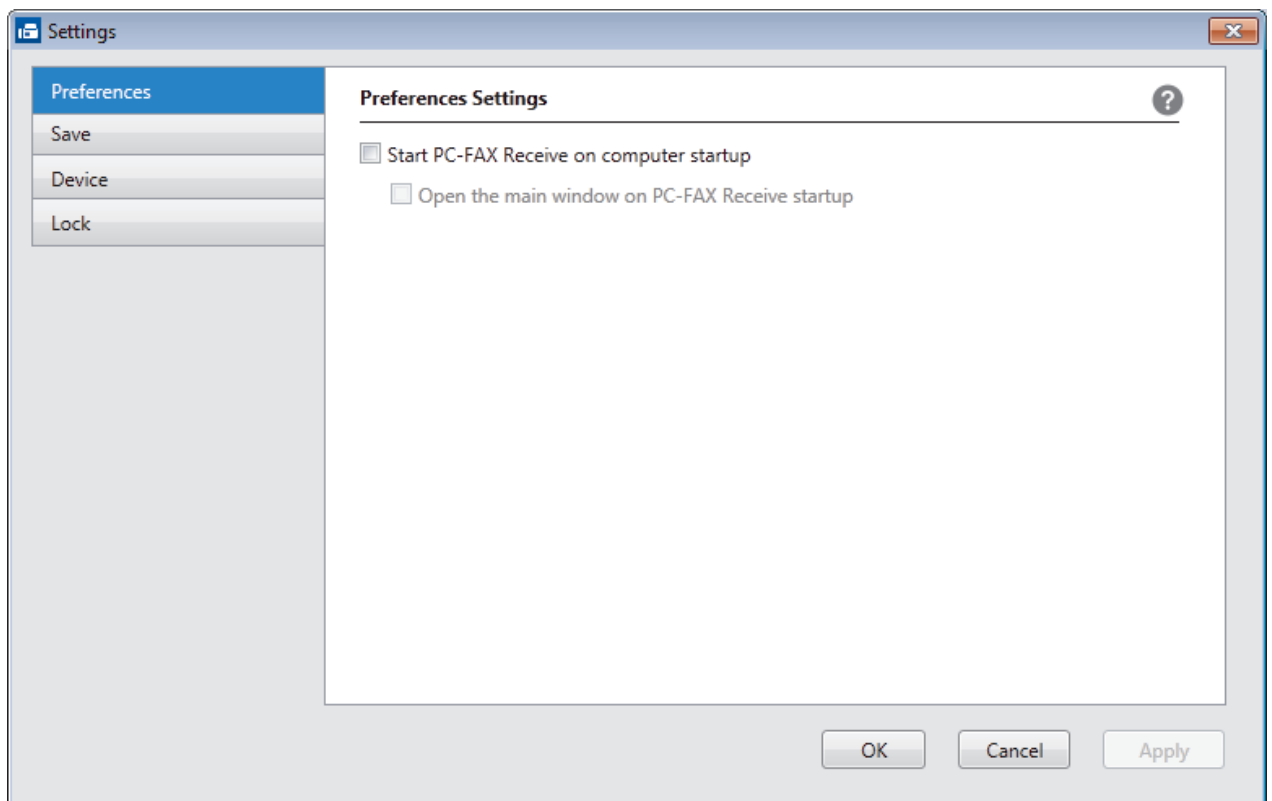 Settings
Preferences
Save
Device
Lock
Preferences Settings
?
Start PC-FAX Receive on computer startup
Open the main window on PC-FAX Receive startup
OK
Cancel
Apply